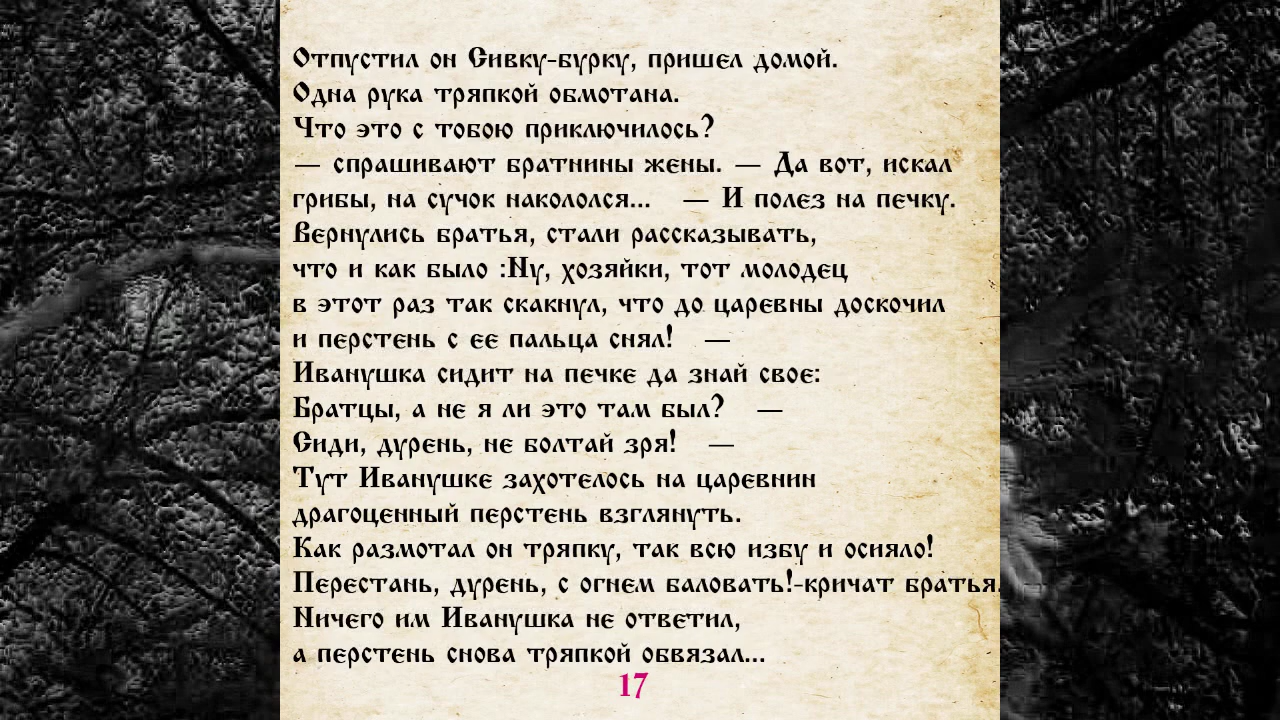 Отпустил он Сивку-бурку, пришел домой.
Одна рука тряпкой обмотана.
Что это с тобою приключилось?
— спрашивают братнины жены. — Да вот, искал
грибы, на сучок накололся... — И полез на печку.
Вернулись братья, стали рассказывать,
что и как было :Ну, хозяйки, тот молодец
в этот раз так скакнул, что до царевны доскочил
и перстень с ее пальца снял! —
Иванушка сидит на печке да знай свое:
Братцы, а не я ли это там был? —
Сиди, дурень, не болтай зря! —
Тут Иванушке захотелось на царевнин
драгоценный перстень взглянуть.
Как размотал он тряпку, так всю избу и осияло!
Перестань, дурень, с огнем баловать!-кричат братья.
Ничего им Иванушка не ответил,
а перстень снова тряпкой обвязал...
17